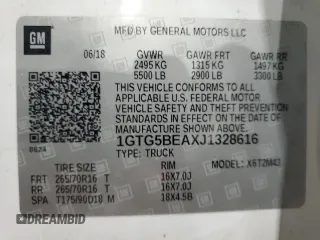 GM
MFD BY GENERAL MOTORS LLC
06/18 GVWR GAWR FRT GAWR RR
2495 KG 1315 KG 1497 KG
5500 LB 2900 LB 3300 LB
THIS VEHICLE CONFORMS TO ALL APPLICABLE
U.S. FEDERAL MOTOR
VEHICLE SAFETY AND THEFT PREVENTION
STANDARDS IN EFFECT ON THE DATE OF
MANUFACTURE SHOWN ABOVE.
1GTG5BEAXJ1328616
8624
TYPE: TRUCK
MODEL:
TIRE SIZE RIM
FRT 265/70R16 T 16X7.0J
RR 265/70R16 T 16X7.0J
SPA T175/90D18 M 18X4.5B